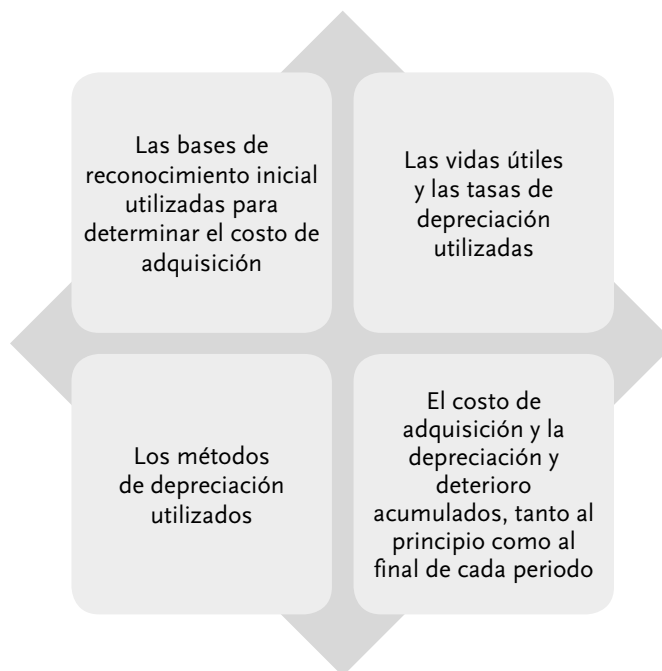 Las bases de
reconocimiento inicial
utilizadas para
determinar el costo de
adquisición
Las vidas útiles
y las tasas de
depreciación
utilizadas
Los métodos
de depreciación
utilizados
El costo de
adquisición y la
depreciación y
deterioro
acumulados, tanto al
principio como al
final de cada periodo